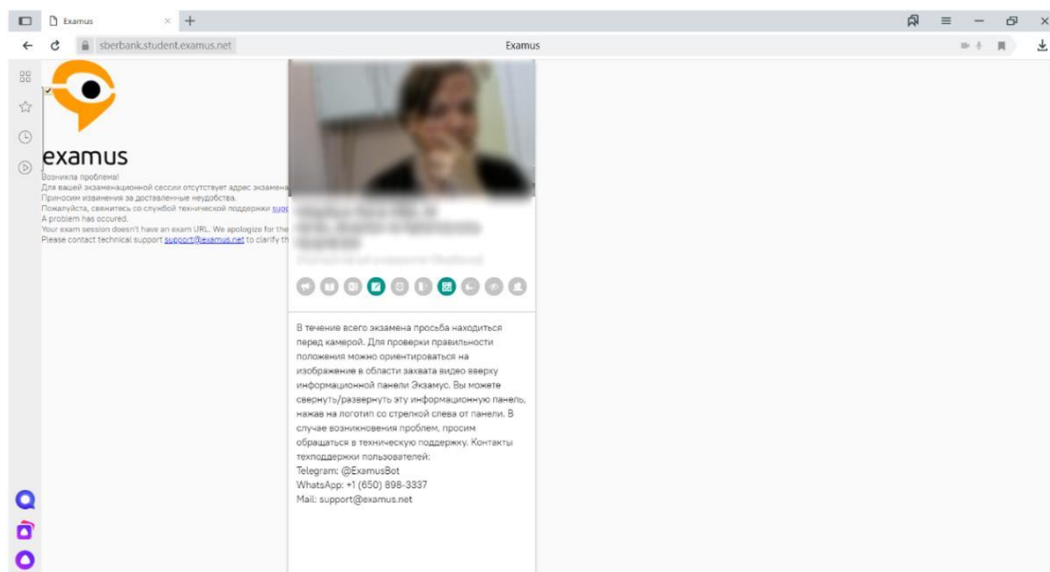 Examus
sberbank.student.examus.net
Examus
examus
Возникла проблема!
Для вашей экзаменационной сессии отсутствует адрес экзамена
Приносим извинения за доставленные неудобства.
Пожалуйста, свяжитесь со службой технической поддержки supp
A problem has occured.
Your exam session doesn't have an exam URL. We apologize for the
Please contact technical support support@examus.net to clarify th
В течение всего экзамена просьба находиться
перед камерой. Для проверки правильности
положения можно ориентироваться на
изображение в области захвата видео вверху
информационной панели Экзамус. Вы можете
свернуть/развернуть эту информационную панель,
нажав на логотип со стрелкой слева от панели. В
случае возникновения проблем, просим
обращаться в техническую поддержку. Контакты
техподдержки пользователей:
Telegram: @ExamusBot
WhatsApp: +1 (650) 898-3337
Mail: support@examus.net